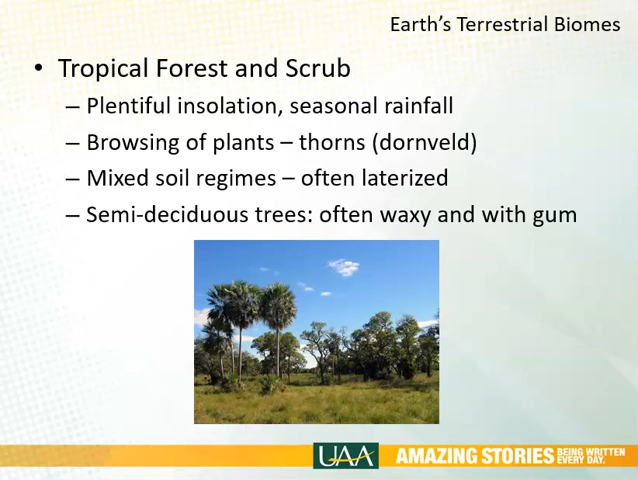 Earth's Terrestrial Biomes
• Tropical Forest and Scrub
– Plentiful insolation, seasonal rainfall
– Browsing of plants – thorns (dornveld)
– Mixed soil regimes – often laterized
– Semi-deciduous trees: often waxy and with gum
UAA AMAZING STORIES BEING WRITTEN
EVERY DAY.